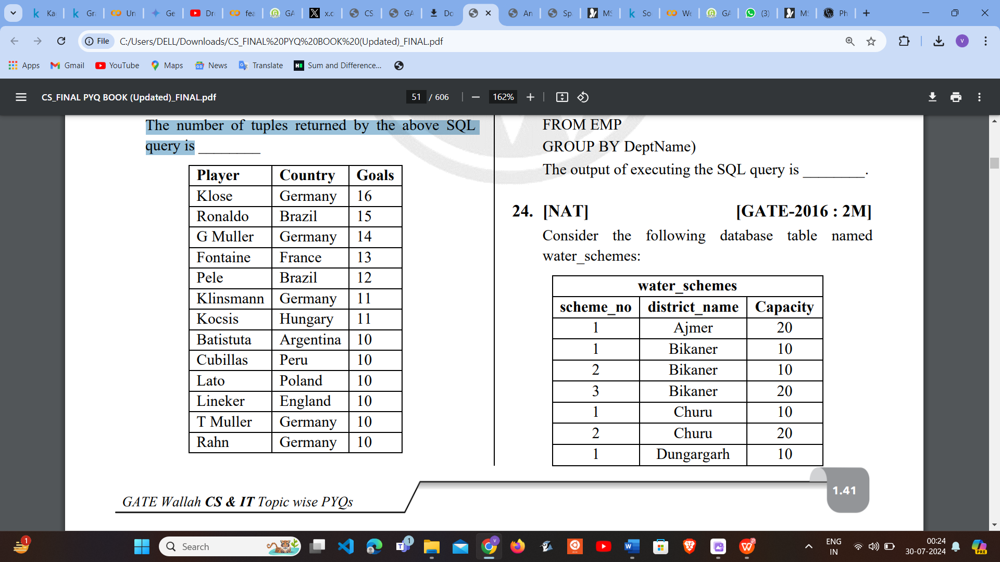 Ka
Gr
Un
Ge
Dr
fea
GA
x.c
CS
GA
Do
An
Sp
MS
So
We
GA
(3)
MS
Ph
File
C:/Users/DELL/Downloads/CS_FINAL%20PYQ%20BOOK%20(Updated)_FINAL.pdf
V
Apps
Gmail
YouTube
Maps
News
Translate
Sum and Difference...
CS_FINAL PYQ BOOK (Updated)_FINAL.pdf
51 / 606
162%
The number of tuples returned by the above SQL
query is ________
Player Country Goals
Klose Germany 16
Ronaldo Brazil 15
G Muller Germany 14
Fontaine France 13
Pele Brazil 12
Klinsmann Germany 11
Kocsis Hungary 11
Batistuta Argentina 10
Cubillas Peru 10
Lato Poland 10
Lineker England 10
T Muller Germany 10
Rahn Germany 10
FROM EMP
GROUP BY DeptName)
The output of executing the SQL query is ________.
24. [NAT] [GATE-2016 : 2M]
Consider the following database table named
water_schemes:
water_schemes
scheme_no district_name Capacity
1 Ajmer 20
1 Bikaner 10
2 Bikaner 10
3 Bikaner 20
1 Churu 10
2 Churu 20
1 Dungargarh 10
1.41
GATE Wallah CS & IT Topic wise PYQs
1
Search
1
ENG
IN
00:24
30-07-2024
PRE